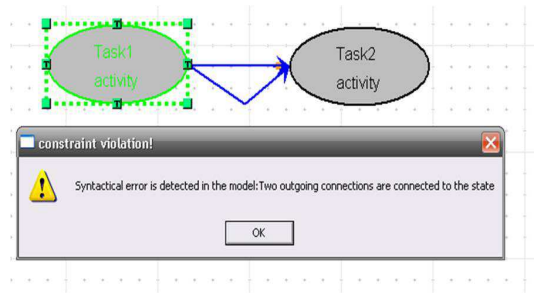 Task1
activity
Task2
activity
constraint violation!
Syntactical error is detected in the model:Two outgoing connections are connected to the state
OK